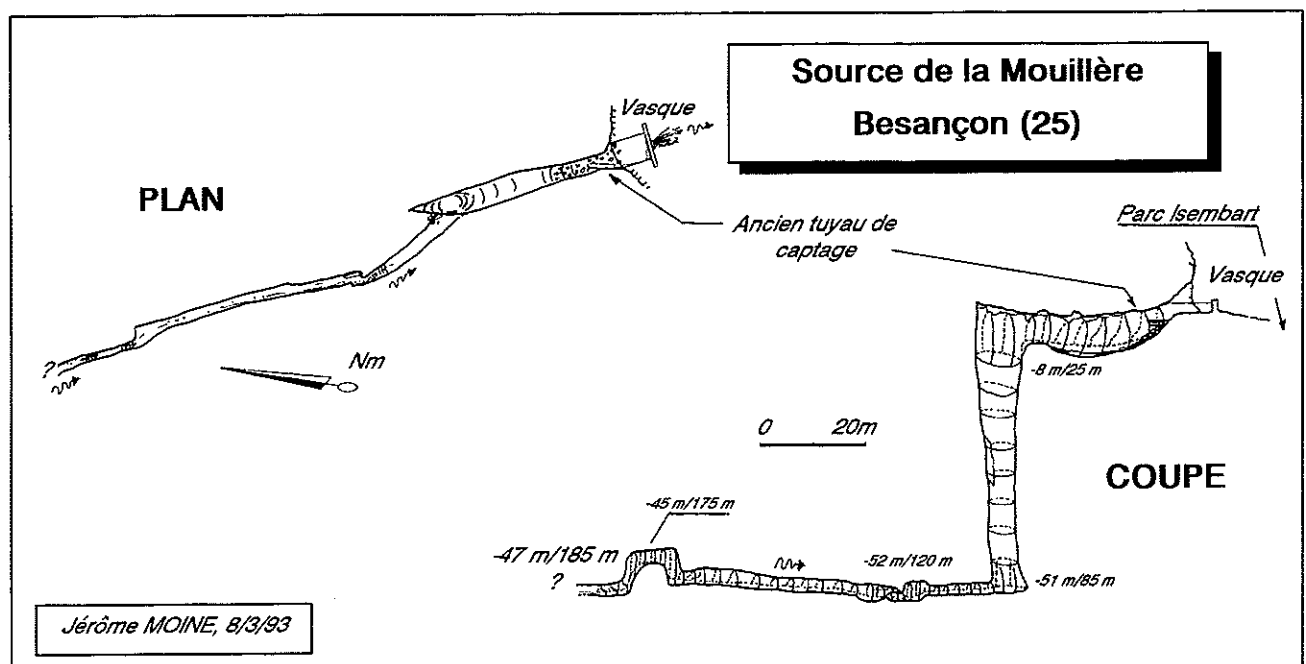 Source de la Mouillère
Besançon (25)
Vasque
PLAN
Ancien tuyau de
captage
Parc Isembart
Vasque
Nm
-8 m/25 m
0 20m
COUPE
-45 m/175 m
-47 m/185 m
?
-52 m/120 m
-51 m/85 m
?
Jérôme MOINE, 8/3/93